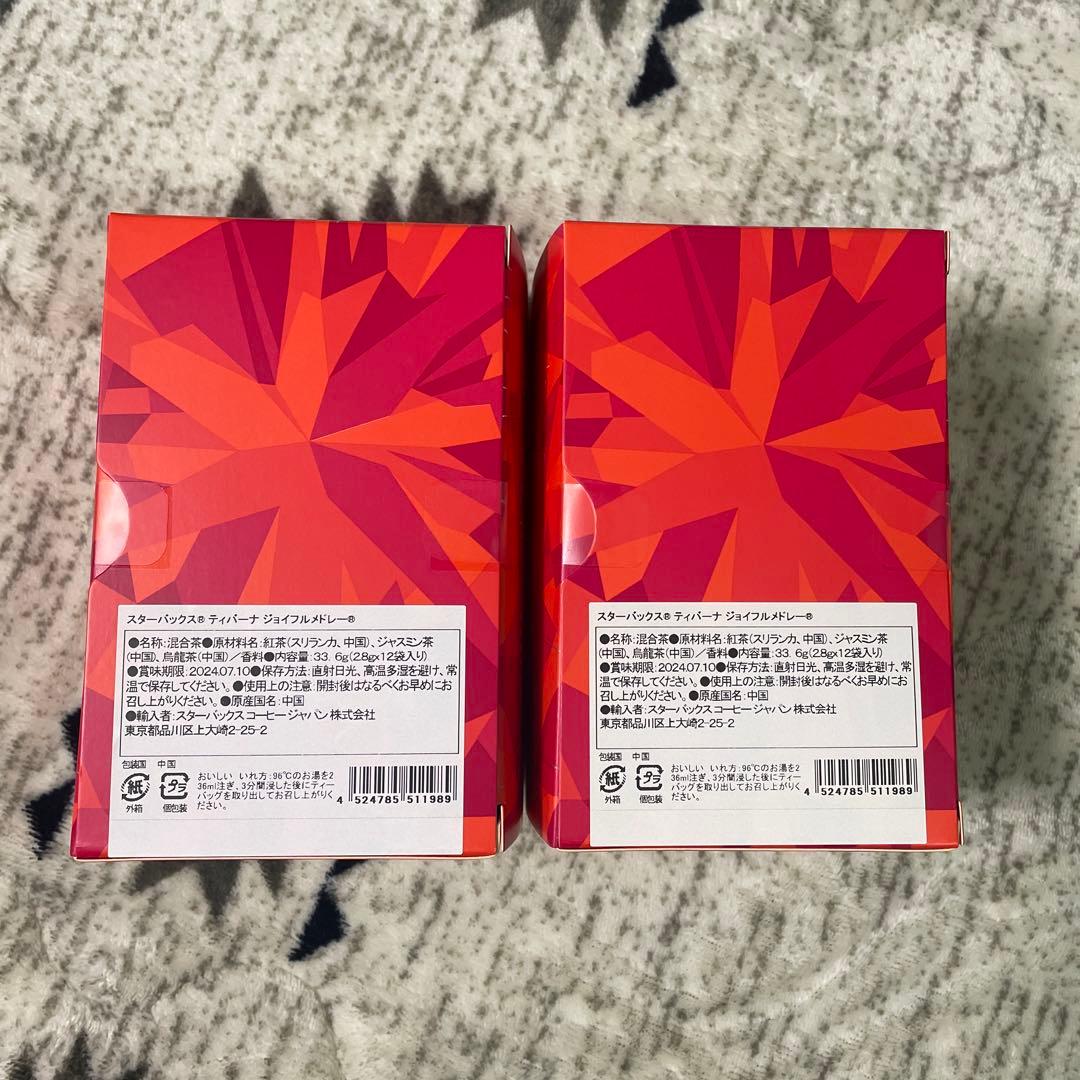 スターバックス® ティバーナ ジョイフルメドレー®
●名称:混合茶●原材料名:紅茶(スリランカ、中国)、ジャスミン茶
(中国)、烏龍茶(中国)/香料●内容量:33. 6g(2.8g×12袋入り)
●賞味期限:2024.07.10●保存方法:直射日光、高温多湿を避け、常
温で保存してください。●使用上の注意:開封後はなるべくお早めにお
召し上がりください。●原産国名:中国
●輸入者:スターバックス コーヒー ジャパン 株式会社
東京都品川区上大崎2-25-2
包装国 中国
紙
外箱
プラ
個包装
おいしい いれ方:96℃のお湯を2
36ml注ぎ、3分間浸した後にティー
バッグを取り出してお召し上がりく
ださい。
4 524785 511989
スターバックス® ティバーナ ジョイフルメドレー®
●名称:混合茶●原材料名:紅茶(スリランカ、中国)、ジャスミン茶
(中国)、烏龍茶(中国)/香料●内容量:33. 6g(2.8g×12袋入り)
●賞味期限:2024.07.10●保存方法:直射日光、高温多湿を避け、常
温で保存してください。●使用上の注意:開封後はなるべくお早めにお
召し上がりください。●原産国名:中国
●輸入者:スターバックス コーヒー ジャパン 株式会社
東京都品川区上大崎2-25-2
包装国 中国
紙
外箱
プラ
個包装
おいしい いれ方:96℃のお湯を2
36ml注ぎ、3分間浸した後にティー
バッグを取り出してお召し上がりく
ださい。
4 524785 511989